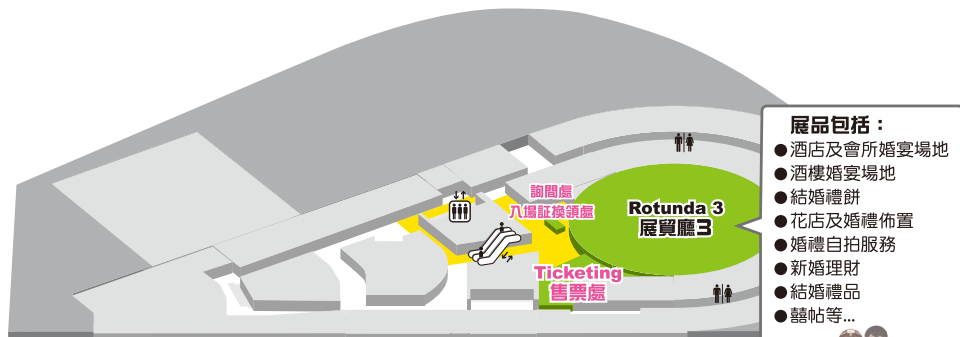 詢問處
入場証換領處
Rotunda 3
展貿廳3
Ticketing
售票處
展品包括：
●酒店及會所婚宴場地
●酒樓婚宴場地
●結婚禮餅
●花店及婚禮佈置
●婚禮自拍服務
●新婚理財
●結婚禮品
●囍帖等...